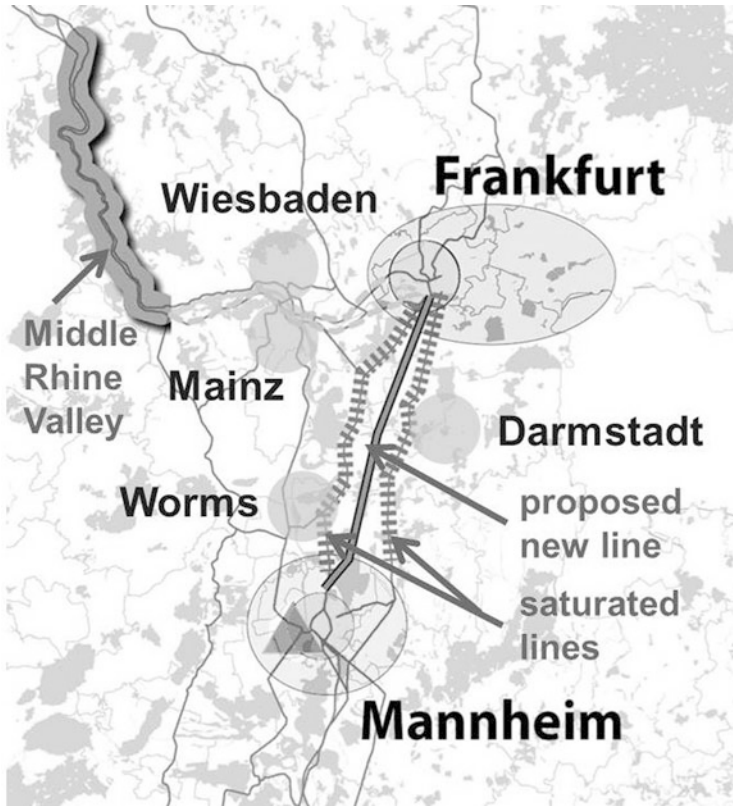 Frankfurt
Wiesbaden
Middle
Rhine
Valley
Mainz
Darmstadt
Worms
proposed
new line
saturated
lines
Mannheim